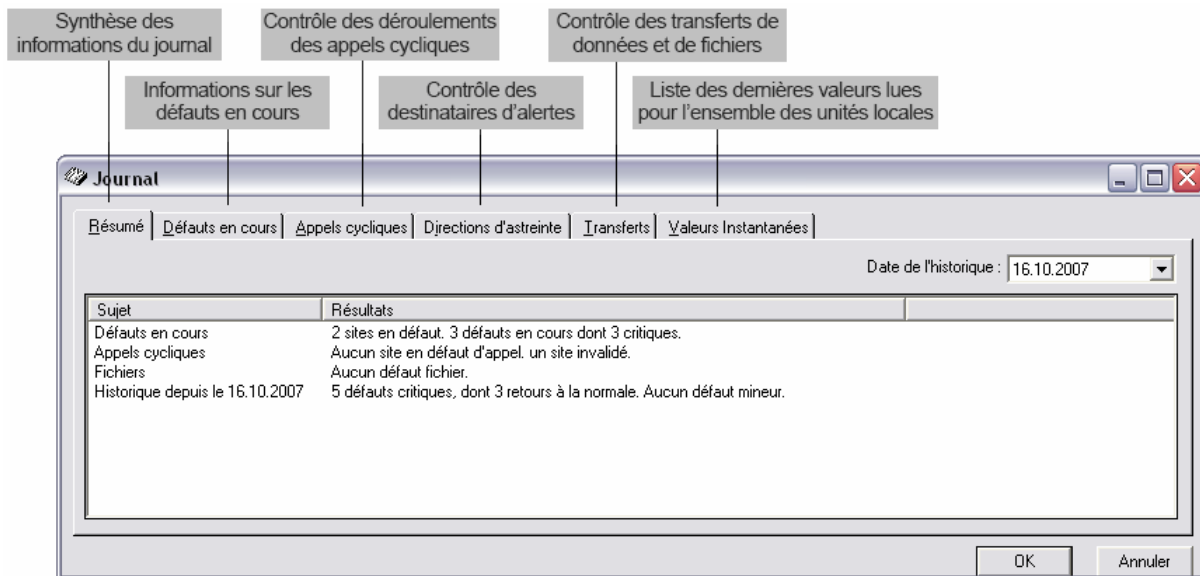 Synthèse des
informations du journal
Contrôle des déroulements
des appels cycliques
Contrôle des transferts de
données et de fichiers
Informations sur les
défauts en cours
Contrôle des
destinataires d'alertes
Liste des dernières valeurs lues
pour l'ensemble des unités locales
Journal
Résumé
Défauts en cours
Appels cycliques
Directions d'astreinte
Transferts
Valeurs Instantanées
Date de l'historique : 16.10.2007
Sujet Résultats
Défauts en cours 2 sites en défaut. 3 défauts en cours dont 3 critiques.
Appels cycliques Aucun site en défaut d'appel. un site invalidé.
Fichiers Aucun défaut fichier.
Historique depuis le 16.10.2007 5 défauts critiques, dont 3 retours à la normale. Aucun défaut mineur.
OK Annuler